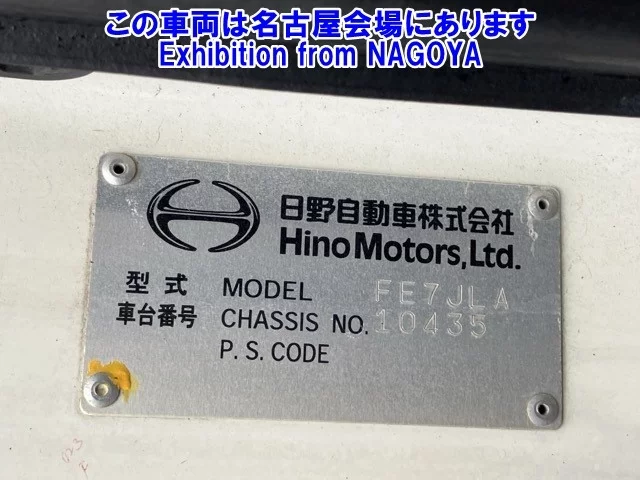 この車両は名古屋会場にあります
Exhibition from NAGOYA
日野自動車株式会社
Hino Motors, Ltd.
型式 MODEL FE7JLA
車台番号 CHASSIS NO. 10435
P. S. CODE